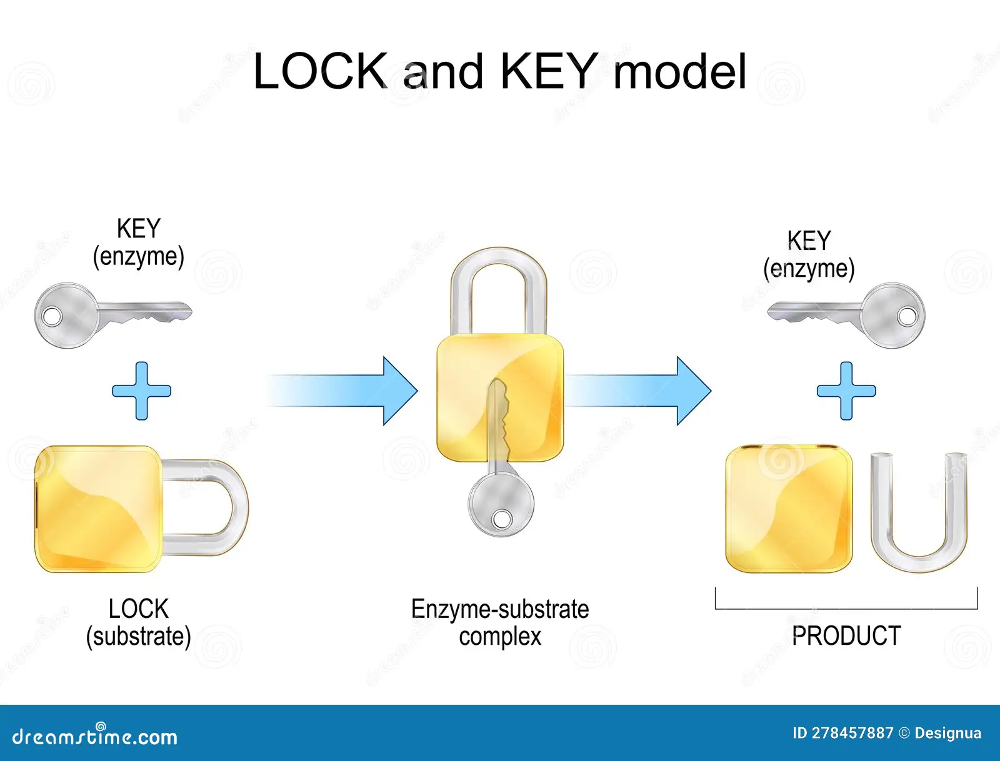 LOCK and KEY model
KEY
(enzyme)
LOCK
(substrate)
Enzyme-substrate
complex
KEY
(enzyme)
PRODUCT
dreamstime.com
ID 278457887 © Designua